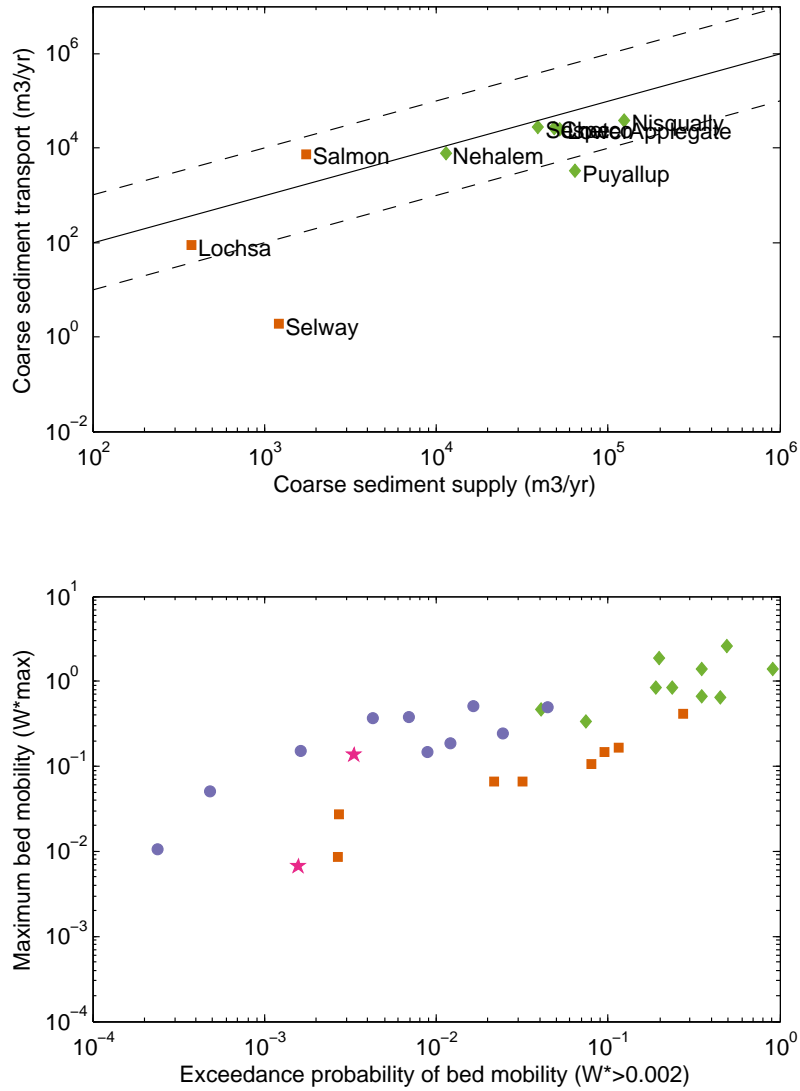 Coarse sediment transport (m3/yr)
10^6
10^4
10^2
10^0
10^−2
Nisqually
Applegate
Nehalem
Puyallup
Salmon
Lochsa
Selway
10^2 10^3 10^4 10^5 10^6
Coarse sediment supply (m3/yr)
Maximum bed mobility (W*max)
10^1
10^0
10^−1
10^−2
10^−3
10^−4
10^−4 10^−3 10^−2 10^−1 10^0
Exceedance probability of bed mobility (W*>0.002)